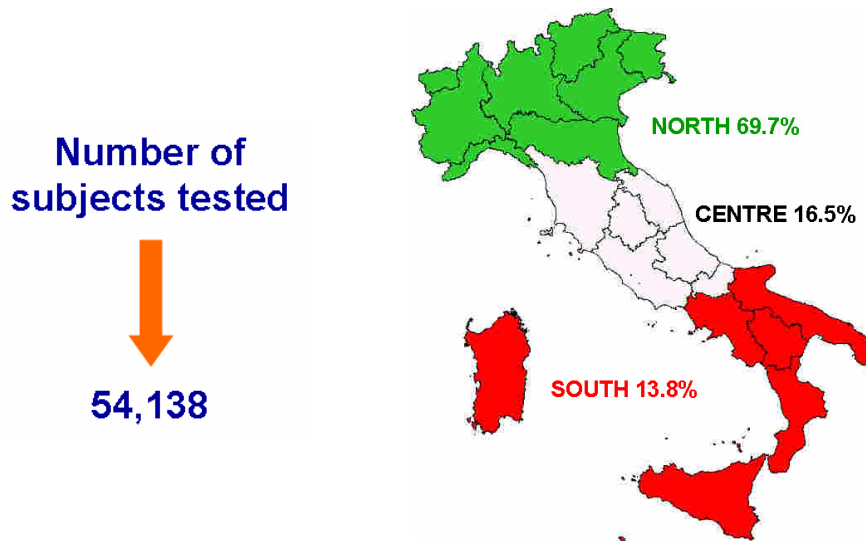 Number of
subjects tested
54,138
NORTH 69.7%
CENTRE 16.5%
SOUTH 13.8%